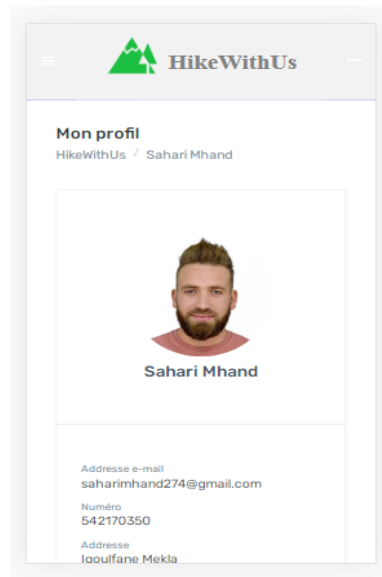 HikeWithUs
Mon profil
HikeWithUs / Sahari Mhand
Sahari Mhand
Addresse e-mail
saharimhand274@gmail.com
Numéro
542170350
Addresse
Igoulfane Mekla